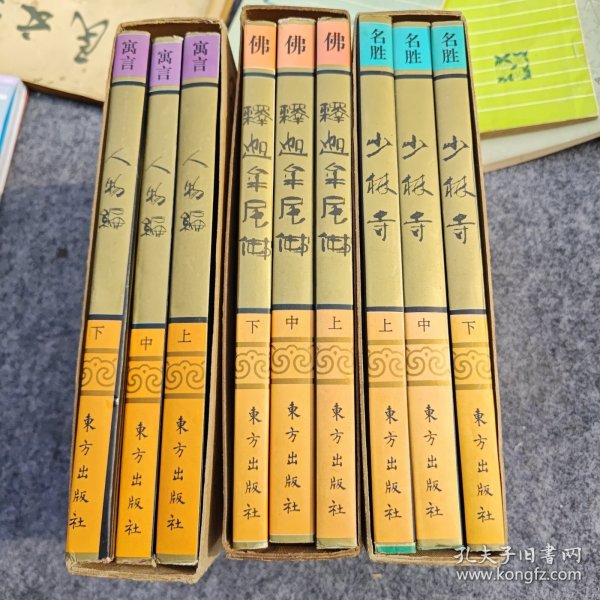 寓言
人物編
下
東方出版社
寓言
人物編
中
東方出版社
寓言
人物編
上
東方出版社
佛
釋迦牟尼佛
下
東方出版社
佛
釋迦牟尼佛
中
東方出版社
佛
釋迦牟尼佛
上
東方出版社
名胜
少林寺
上
東方出版社
名胜
少林寺
中
東方出版社
名胜
少林寺
下
東方出版社
孔夫子旧書网
www.kongfz.com